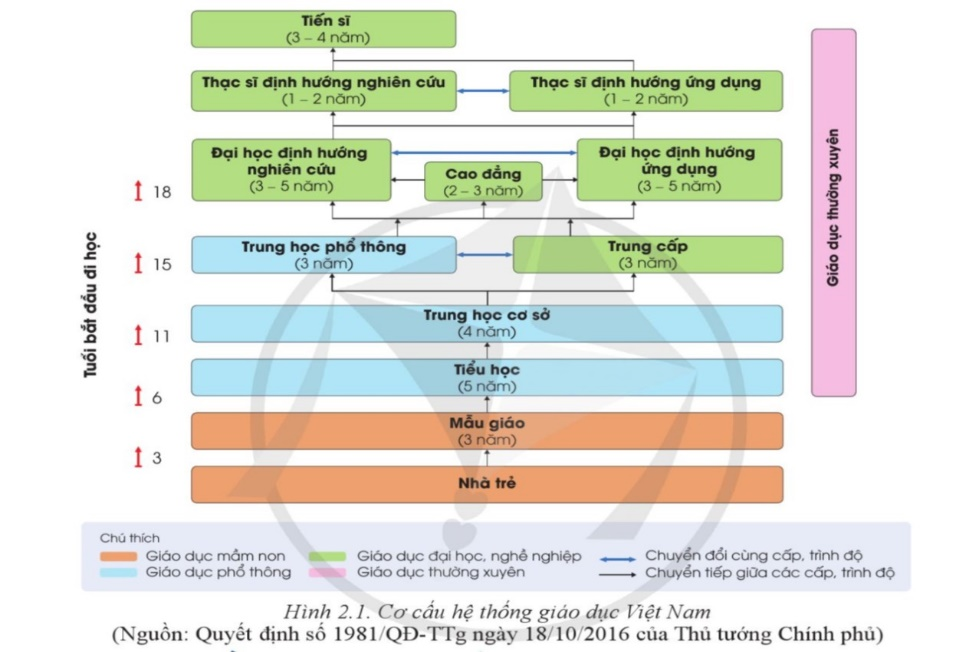 Tiến sĩ
(3 – 4 năm)
Thạc sĩ định hướng nghiên cứu
(1 – 2 năm)
Thạc sĩ định hướng ứng dụng
(1 – 2 năm)
Đại học định hướng
nghiên cứu
(3 – 5 năm)
Cao đẳng
(2 – 3 năm)
Đại học định hướng
ứng dụng
(3 – 5 năm)
18
Trung học phổ thông
(3 năm)
Trung cấp
(3 năm)
15
Trung học cơ sở
(4 năm)
11
Tiểu học
(5 năm)
6
Mẫu giáo
(3 năm)
3
Nhà trẻ
Tuổi bắt đầu đi học
Giáo dục thường xuyên
Chú thích
Giáo dục mầm non
Giáo dục đại học, nghề nghiệp
Chuyển đổi cùng cấp, trình độ
Giáo dục phổ thông
Giáo dục thường xuyên
Chuyển tiếp giữa các cấp, trình độ
Hình 2.1. Cơ cấu hệ thống giáo dục Việt Nam
(Nguồn: Quyết định số 1981/QĐ-TTg ngày 18/10/2016 của Thủ tướng Chính phủ)